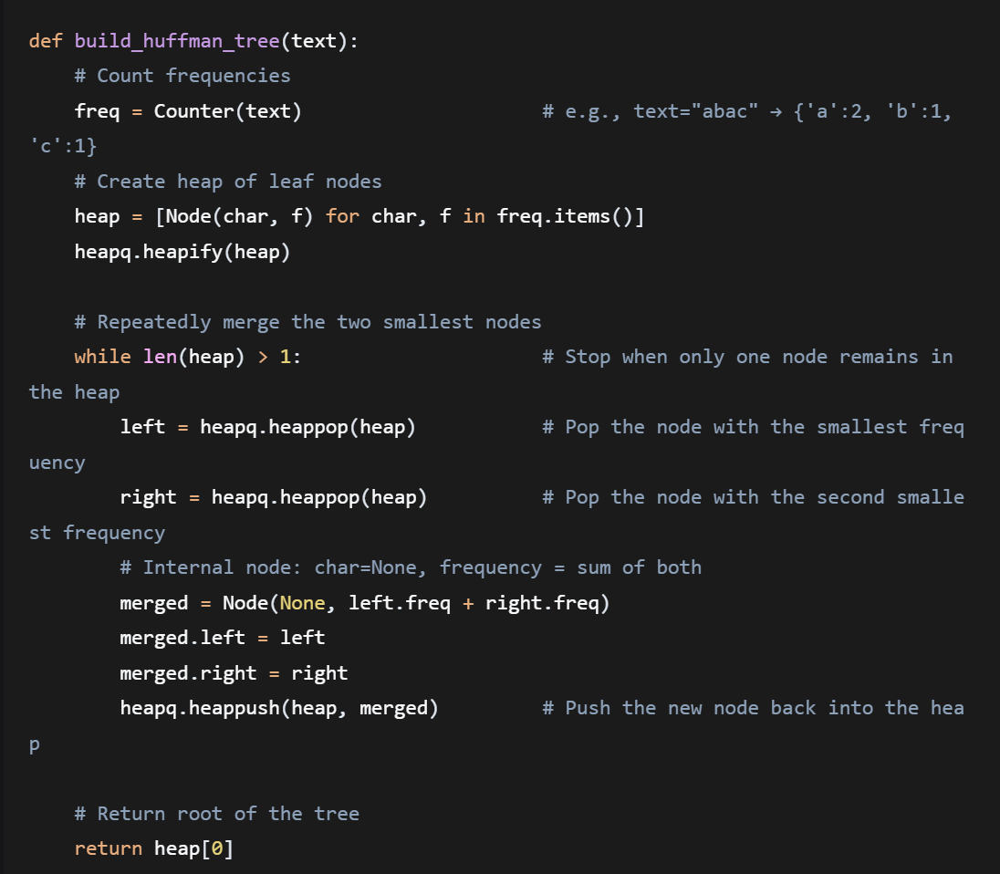 def build_huffman_tree(text):
    # Count frequencies
    freq = Counter(text)                     # e.g., text="abac" → {'a':2, 'b':1,
'c':1}
    # Create heap of leaf nodes
    heap = [Node(char, f) for char, f in freq.items()]
    heapq.heapify(heap)

    # Repeatedly merge the two smallest nodes
    while len(heap) > 1:                     # Stop when only one node remains in
the heap
        left = heapq.heappop(heap)           # Pop the node with the smallest freq
uency
        right = heapq.heappop(heap)          # Pop the node with the second smalle
st frequency
        # Internal node: char=None, frequency = sum of both
        merged = Node(None, left.freq + right.freq)
        merged.left = left
        merged.right = right
        heapq.heappush(heap, merged)         # Push the new node back into the hea
p

    # Return root of the tree
    return heap[0]